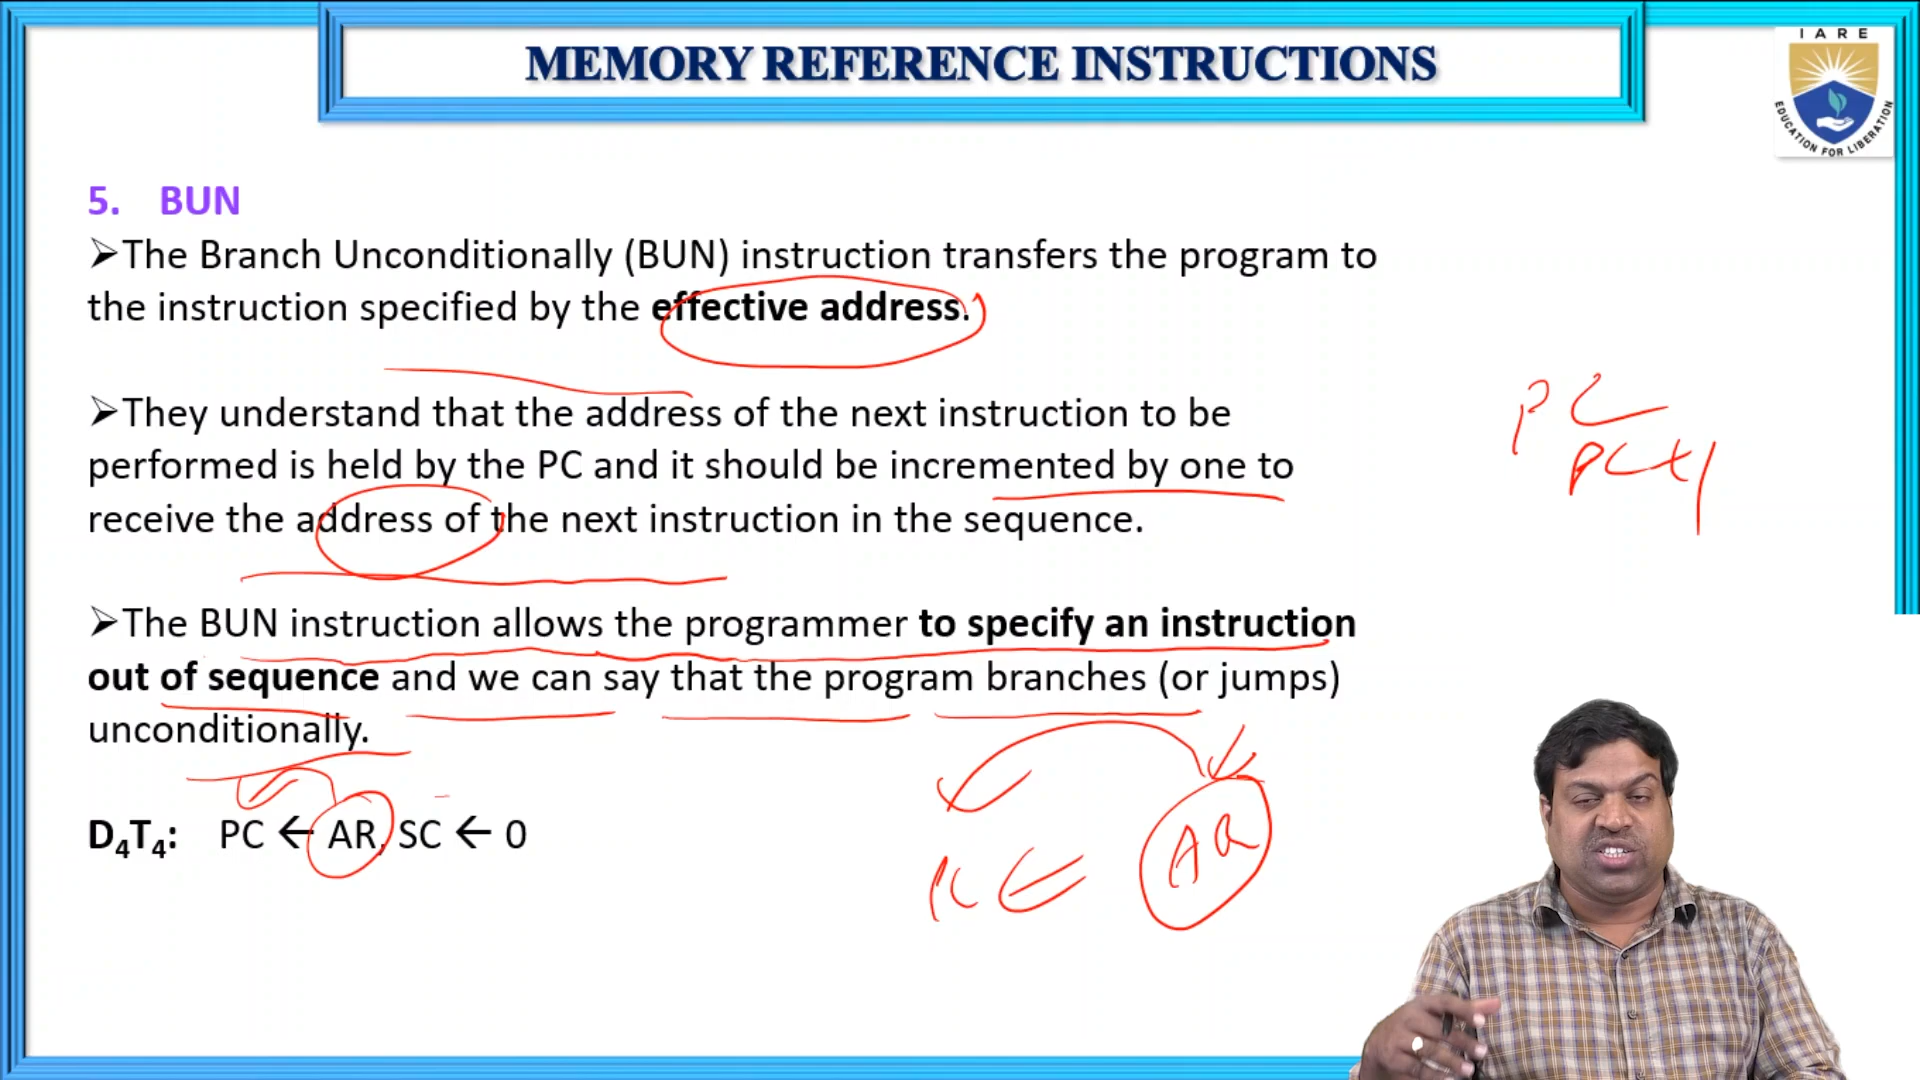 MEMORY REFERENCE INSTRUCTIONS
IARE
EDUCATION FOR LIBERATION
5. BUN
➢The Branch Unconditionally (BUN) instruction transfers the program to
the instruction specified by the effective address.
➢They understand that the address of the next instruction to be
performed is held by the PC and it should be incremented by one to
receive the address of the next instruction in the sequence.
PC
PC+1
➢The BUN instruction allows the programmer to specify an instruction
out of sequence and we can say that the program branches (or jumps)
unconditionally.
D₄T₄: PC ← AR, SC ← 0
PC ← AR